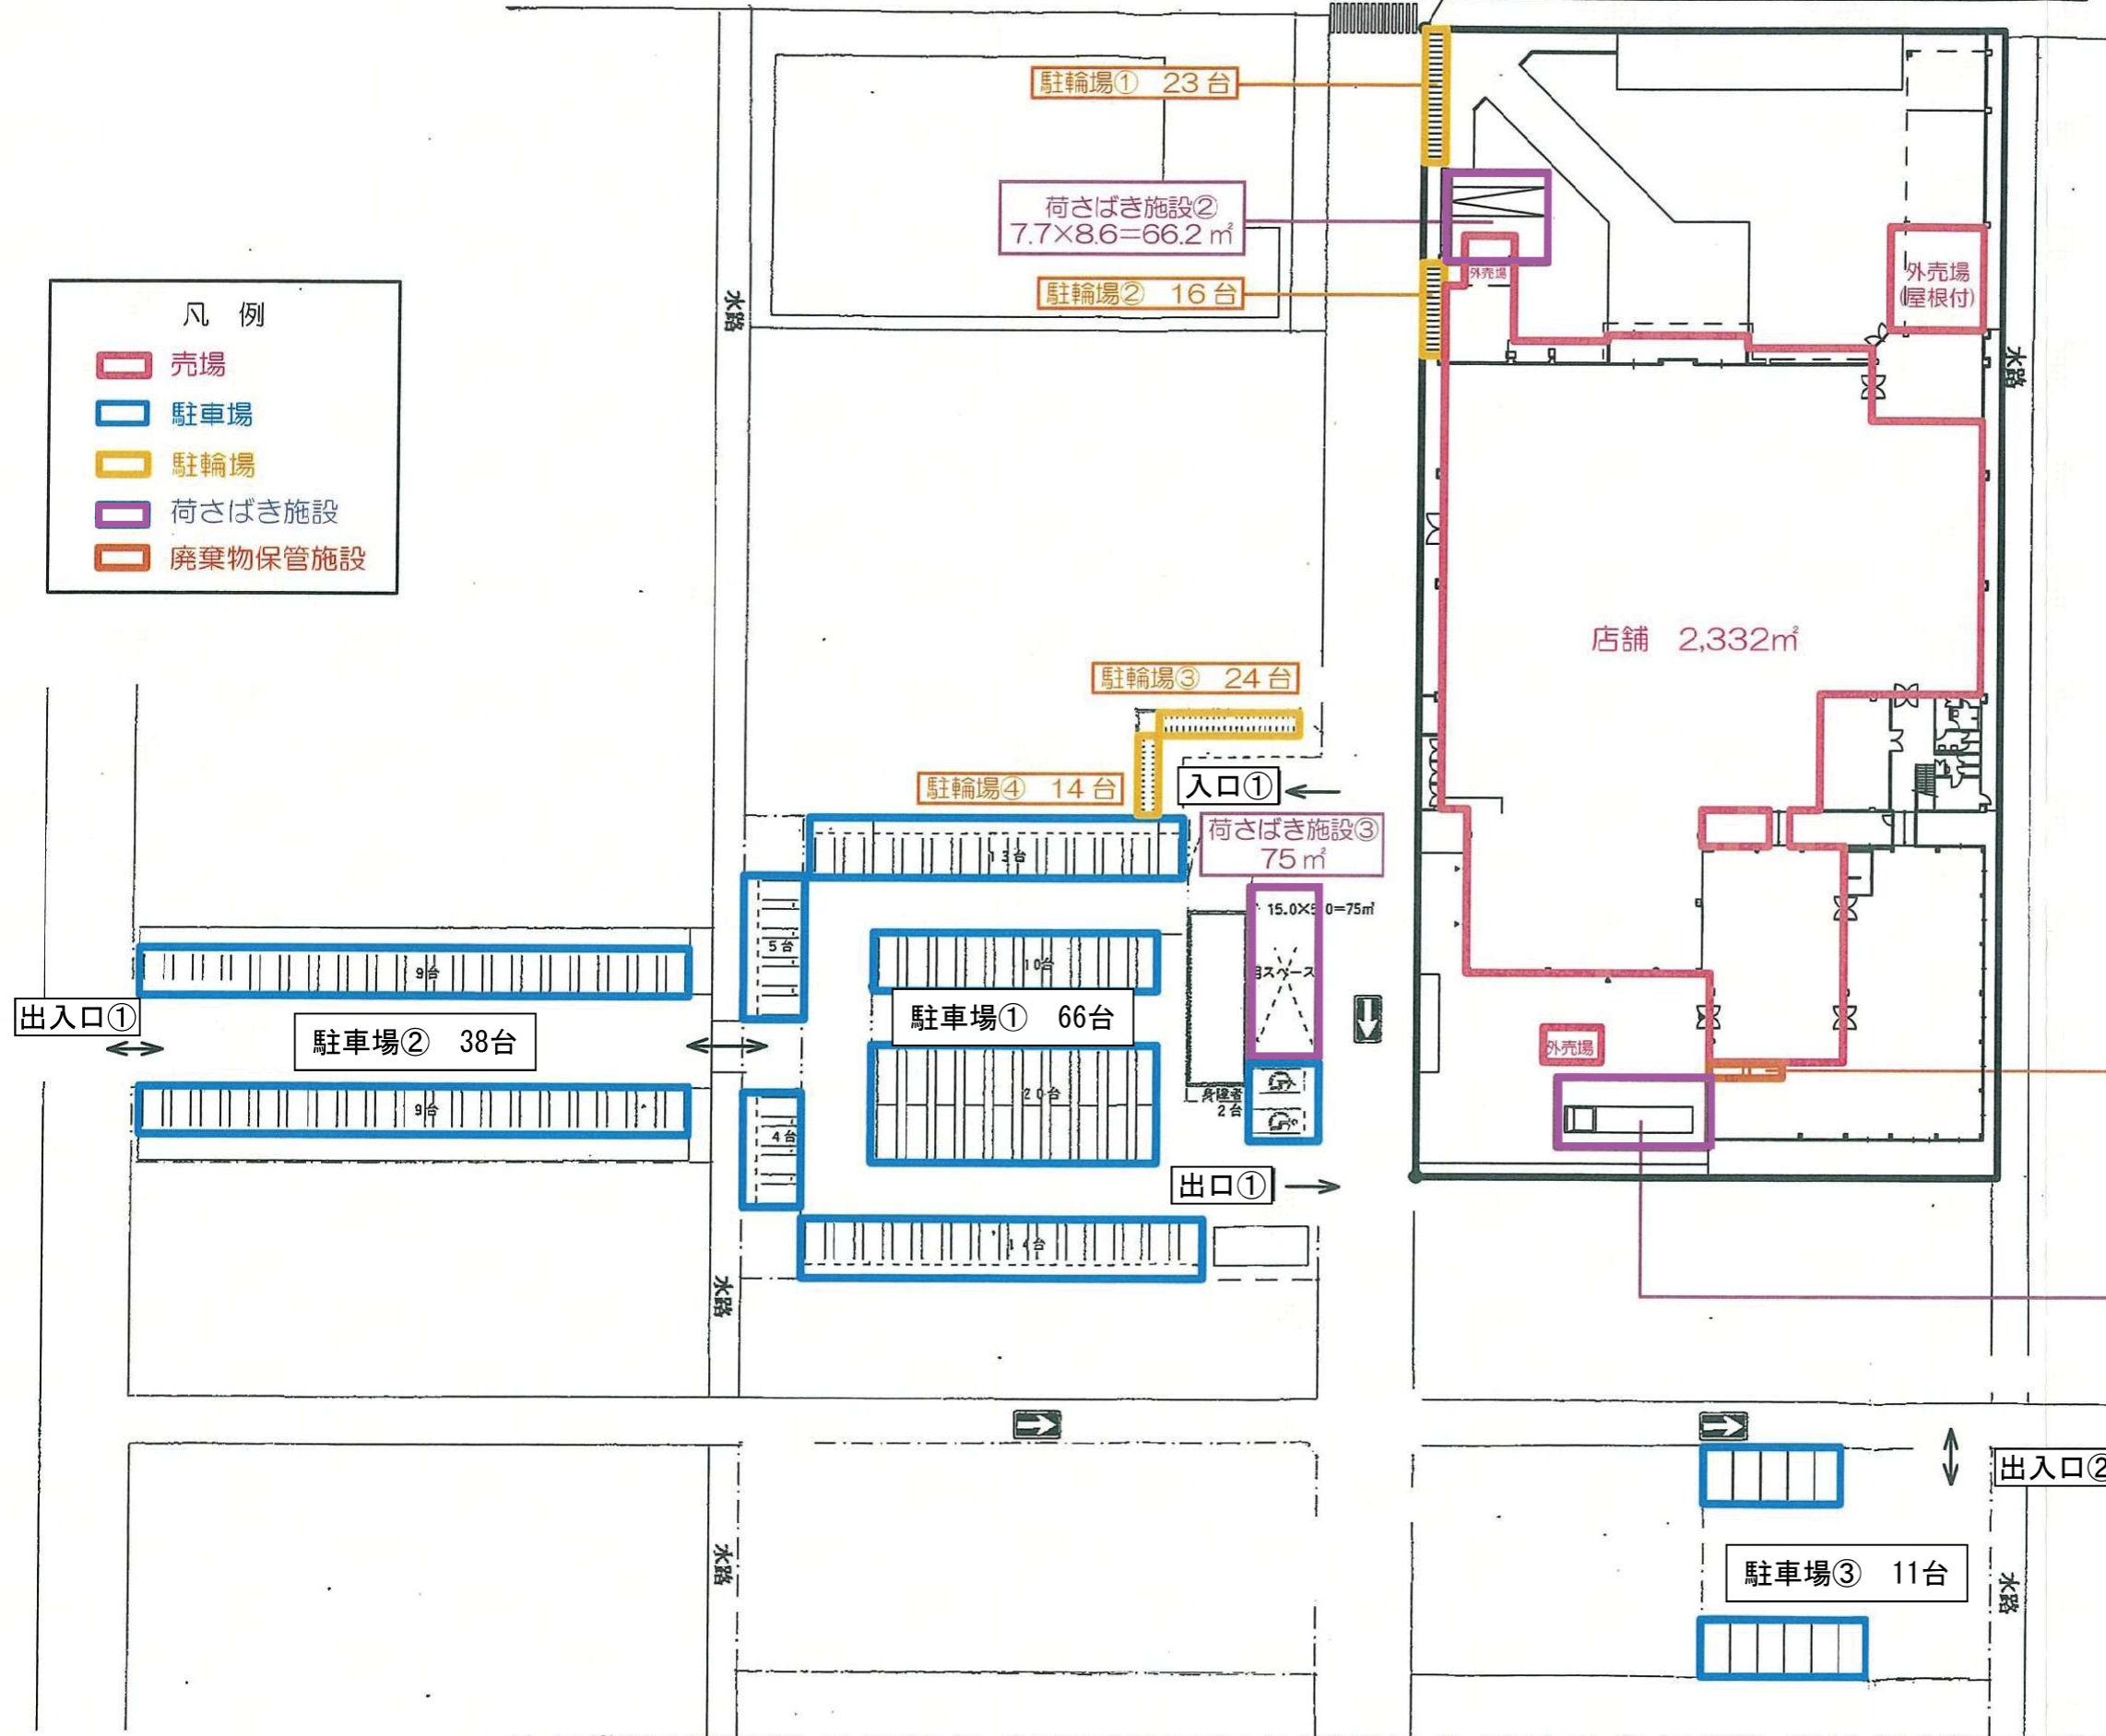 駐輪場① 23台
荷さばき施設②
7.7×8.6=66.2㎡
駐輪場② 16台
外売場
外売場
(屋根付)
水路
水路
凡 例
売場
駐車場
駐輪場
荷さばき施設
廃棄物保管施設
店舗 2,332㎡
駐輪場③ 24台
駐輪場④ 14台
入口①
荷さばき施設③
75㎡
13台
5台
10台
9台
出入口①
駐車場② 38台
駐車場① 66台
外売場
20台
身障者
2台
9台
4台
出口①
14台
水路
出入口②
水路
駐車場③ 11台
水路